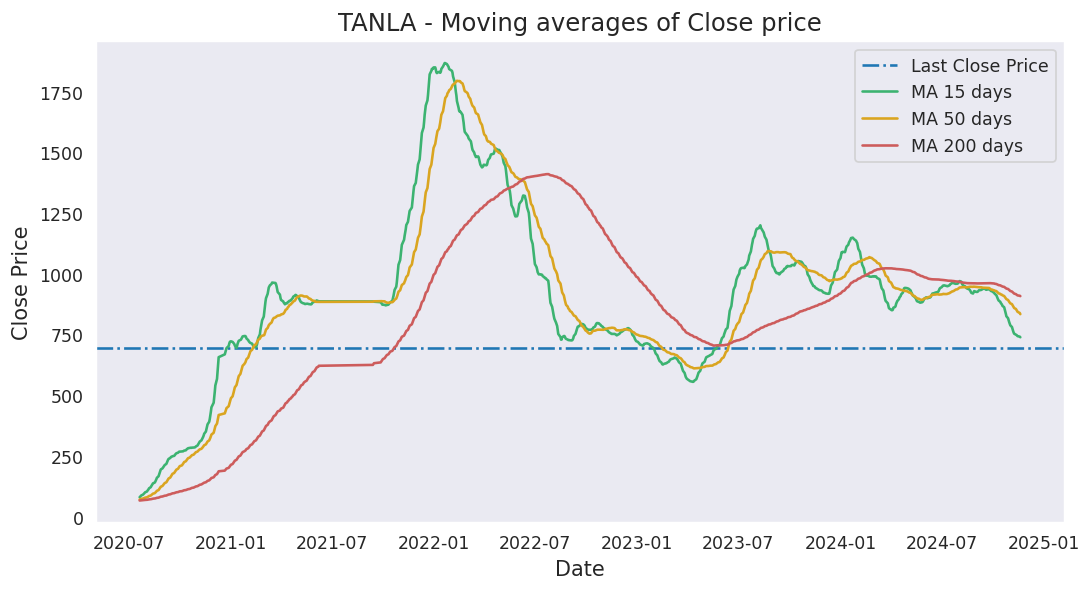 TANLA - Moving averages of Close price
Last Close Price
MA 15 days
MA 50 days
MA 200 days
Close Price
1750
1500
1250
1000
750
500
250
0
2020-07 2021-01 2021-07 2022-01 2022-07 2023-01 2023-07 2024-01 2024-07 2025-01
Date